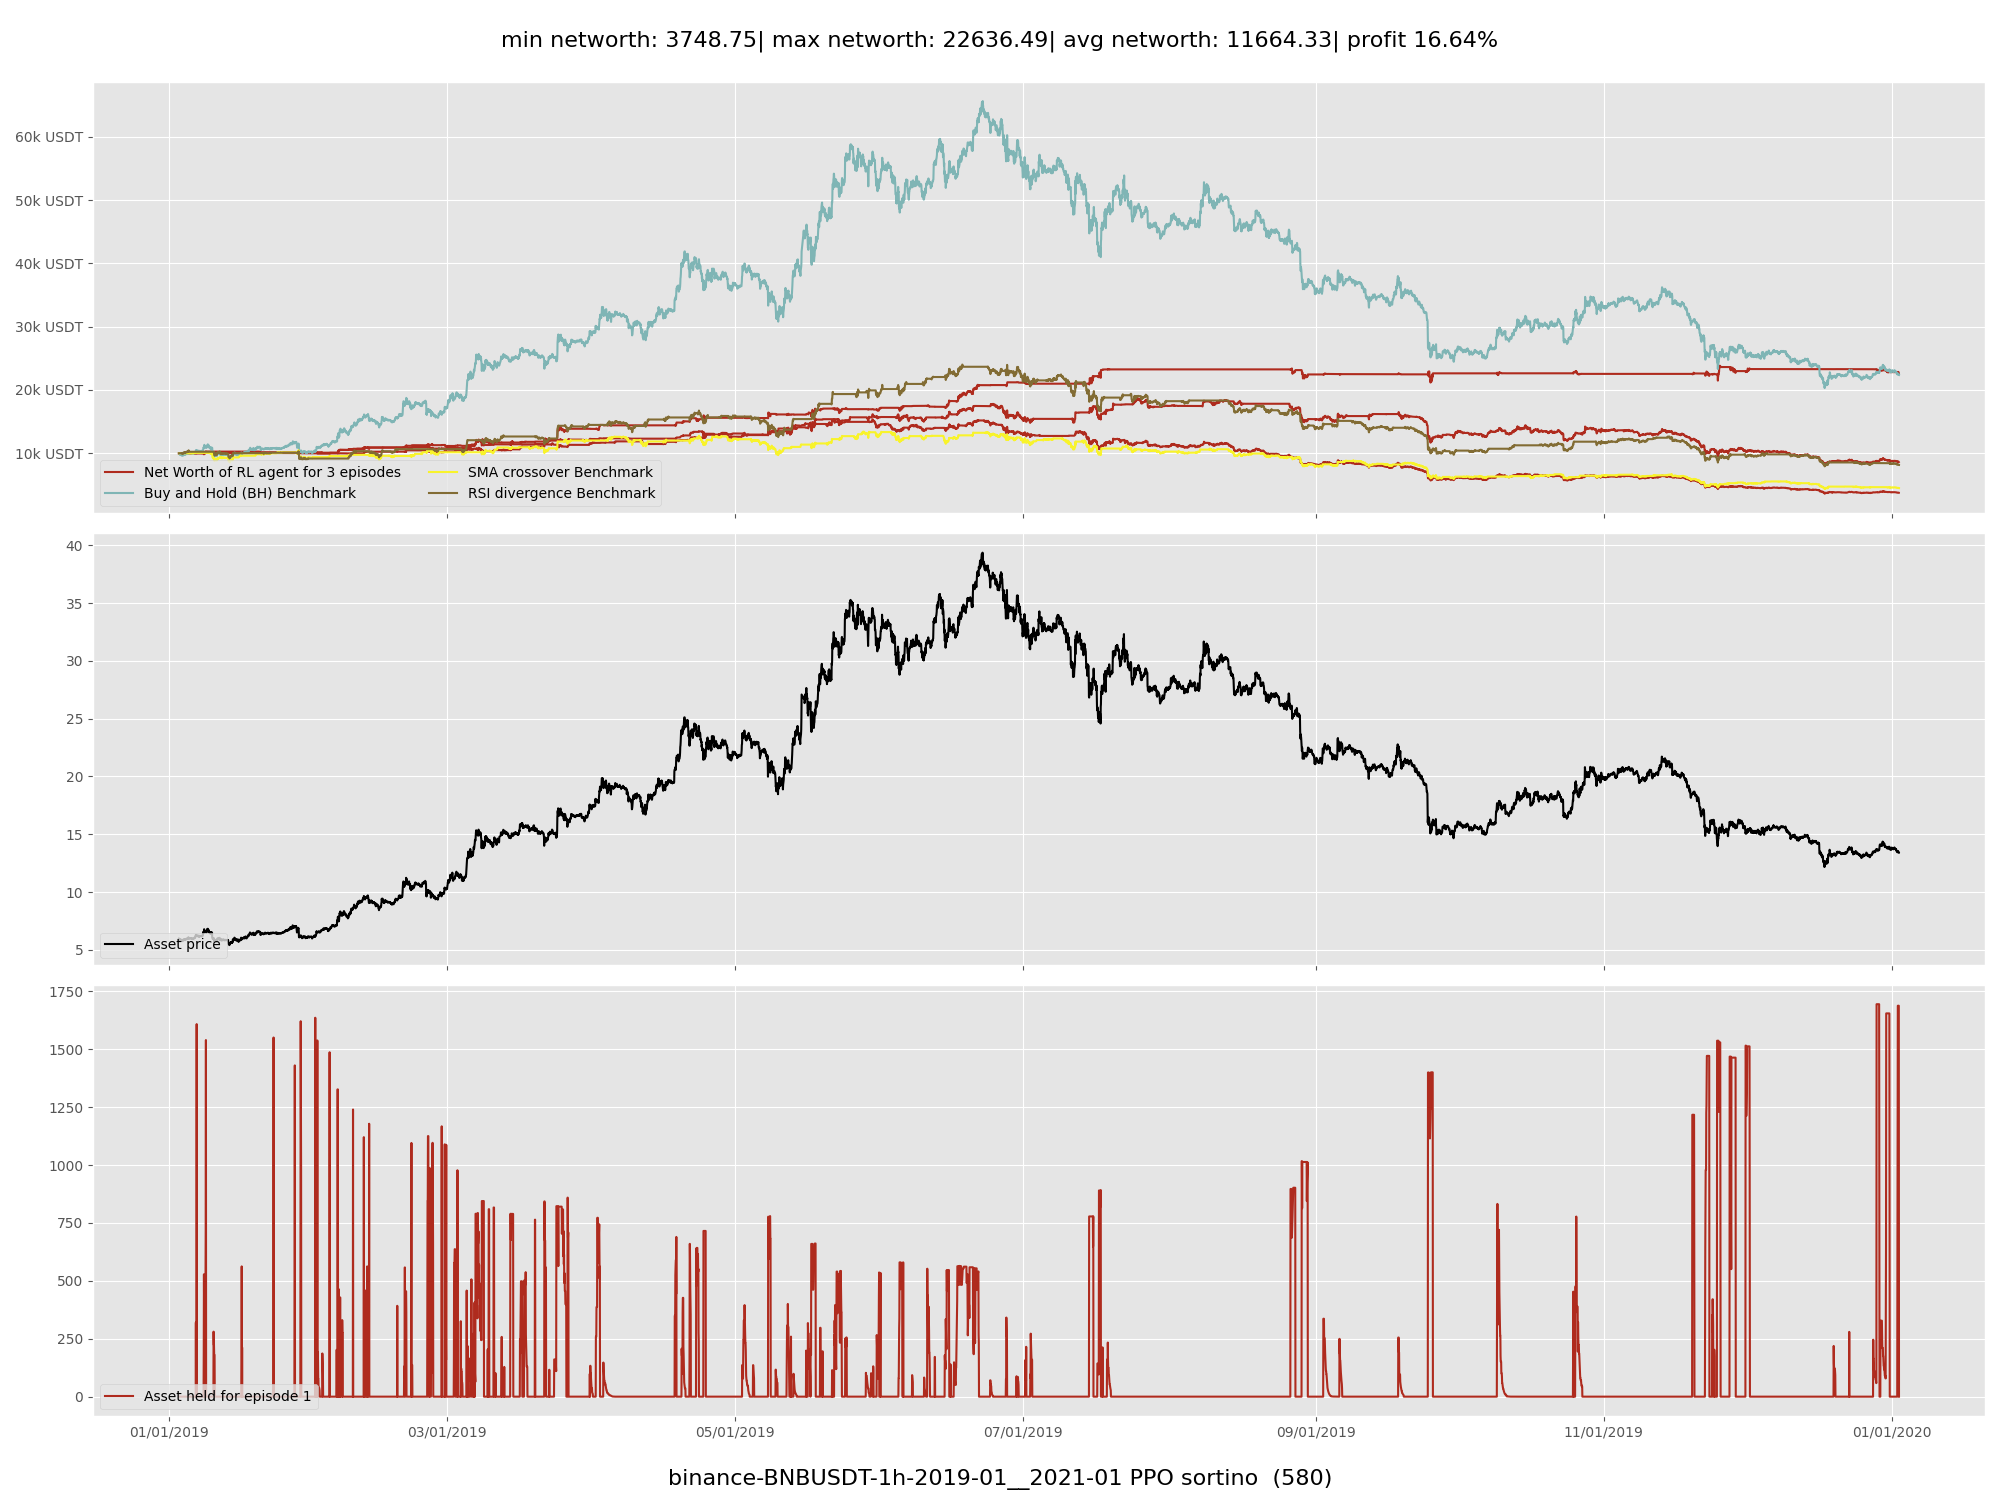 min networth: 3748.75| max networth: 22636.49| avg networth: 11664.33| profit 16.64%
60k USDT
50k USDT
40k USDT
30k USDT
20k USDT
10k USDT
Net Worth of RL agent for 3 episodes
Buy and Hold (BH) Benchmark
SMA crossover Benchmark
RSI divergence Benchmark
40
35
30
25
20
15
10
5
Asset price
1750
1500
1250
1000
750
500
250
0
Asset held for episode 1
01/01/2019
03/01/2019
05/01/2019
07/01/2019
09/01/2019
11/01/2019
01/01/2020
binance-BNBUSDT-1h-2019-01__2021-01 PPO sortino  (580)